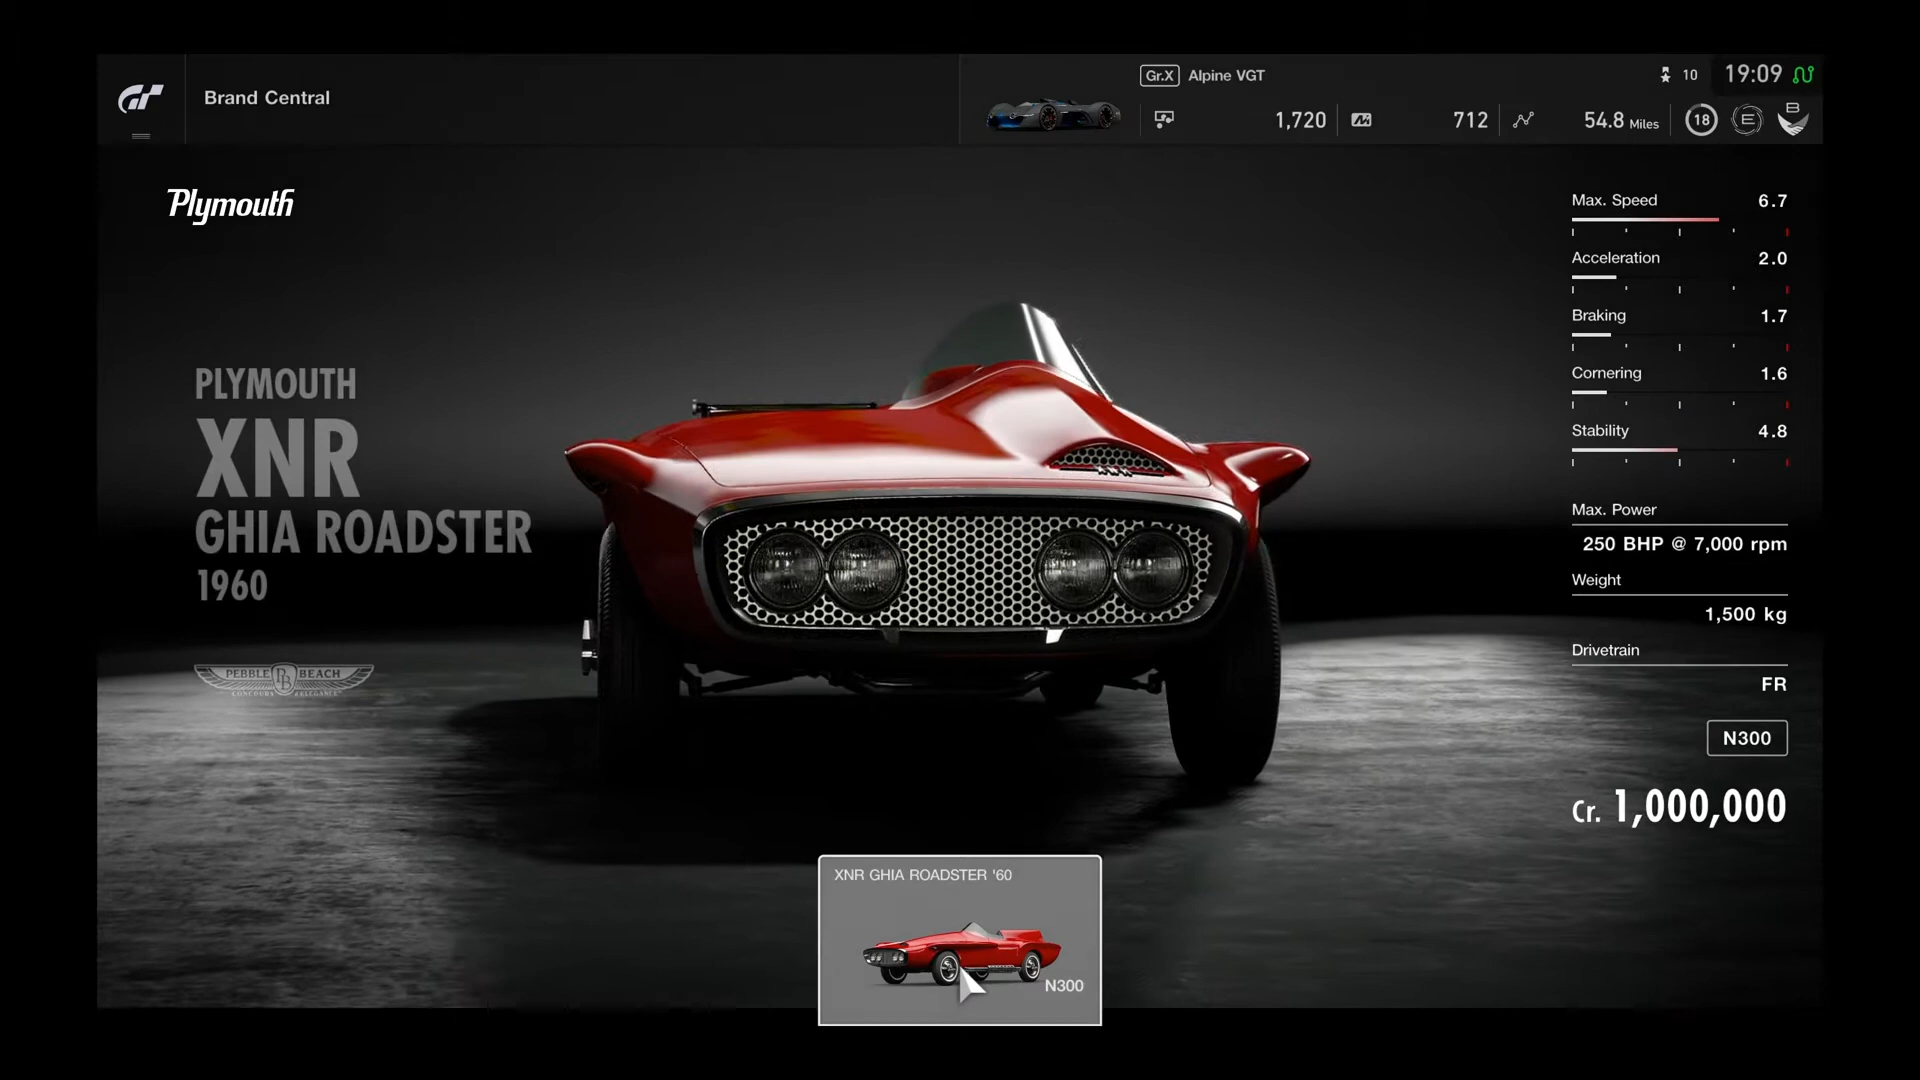 Brand Central
Gr.X Alpine VGT
10
19:09
1,720
712
54.8 Miles
18
E
B
Plymouth
PLYMOUTH
XNR
GHIA ROADSTER
1960
PEBBLE PB BEACH
CONCOURS d'ELEGANCE
Max. Speed 6.7
Acceleration 2.0
Braking 1.7
Cornering 1.6
Stability 4.8
Max. Power
250 BHP @ 7,000 rpm
Weight
1,500 kg
Drivetrain
FR
N300
Cr. 1,000,000
XNR GHIA ROADSTER '60
N300